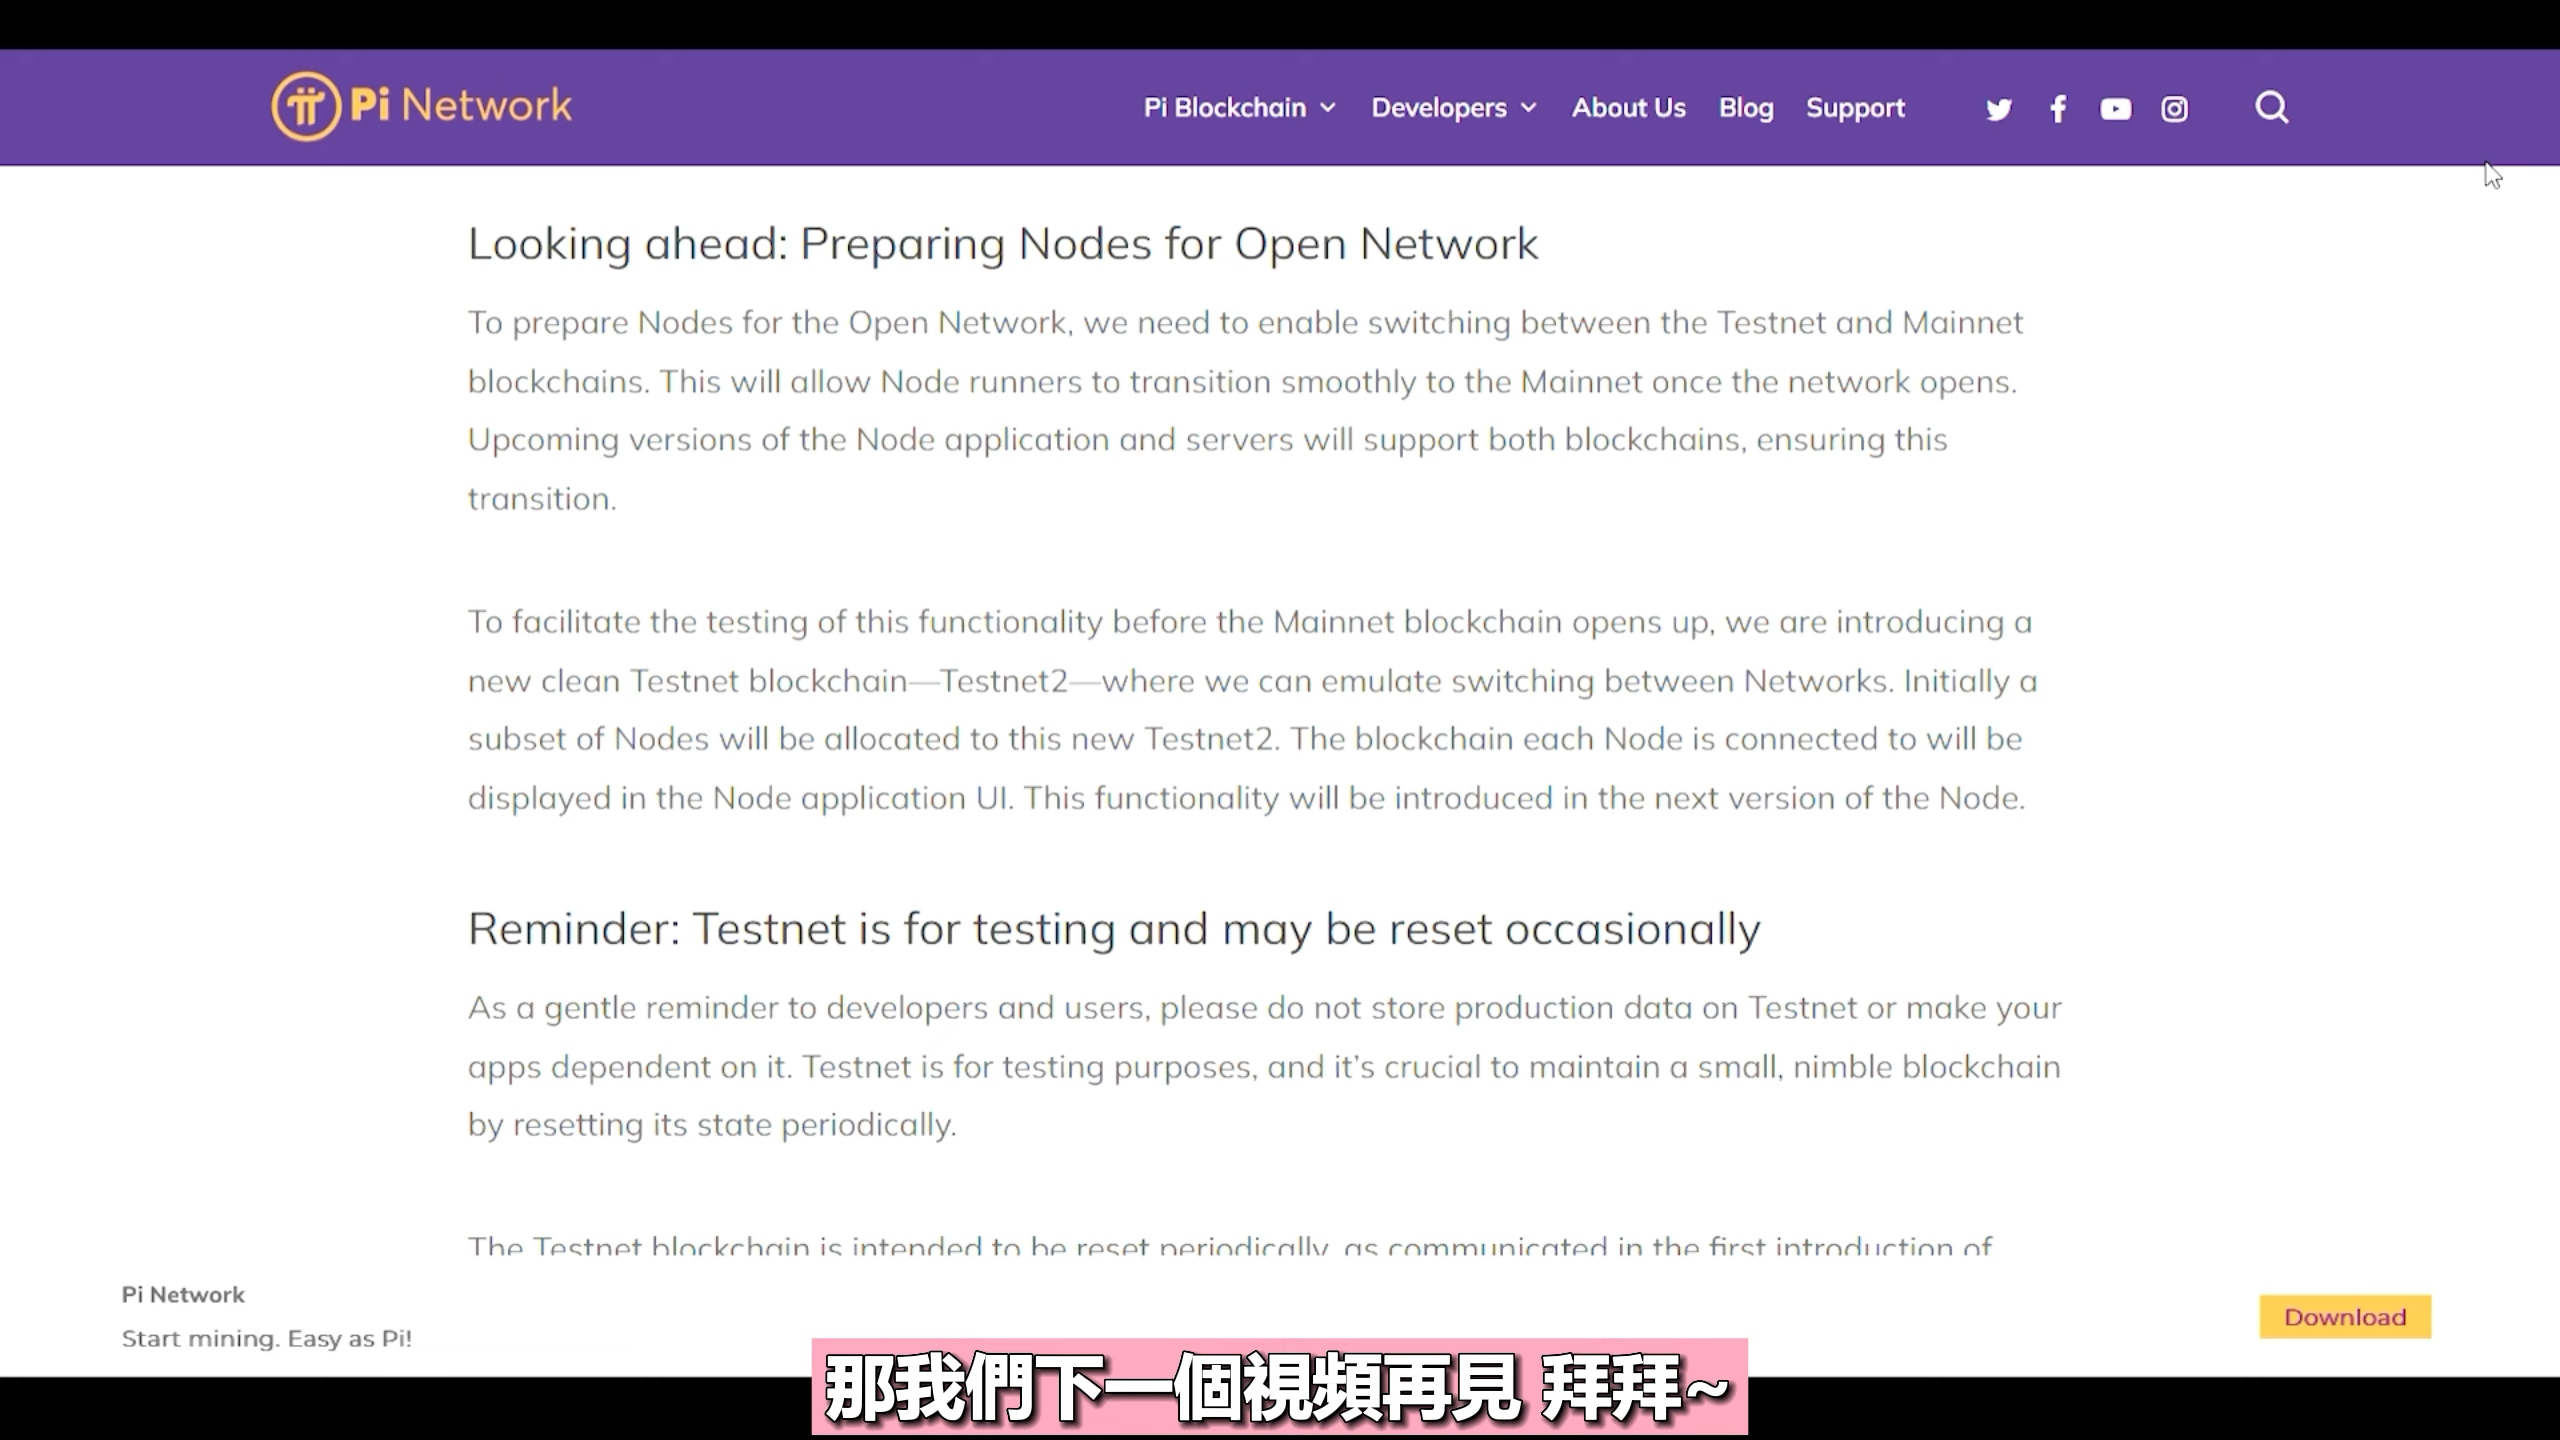 Pi Network
Pi Blockchain Developers About Us Blog Support
Looking ahead: Preparing Nodes for Open Network
To prepare Nodes for the Open Network, we need to enable switching between the Testnet and Mainnet
blockchains. This will allow Node runners to transition smoothly to the Mainnet once the network opens.
Upcoming versions of the Node application and servers will support both blockchains, ensuring this
transition.
To facilitate the testing of this functionality before the Mainnet blockchain opens up, we are introducing a
new clean Testnet blockchain—Testnet2—where we can emulate switching between Networks. Initially a
subset of Nodes will be allocated to this new Testnet2. The blockchain each Node is connected to will be
displayed in the Node application UI. This functionality will be introduced in the next version of the Node.
Reminder: Testnet is for testing and may be reset occasionally
As a gentle reminder to developers and users, please do not store production data on Testnet or make your
apps dependent on it. Testnet is for testing purposes, and it's crucial to maintain a small, nimble blockchain
by resetting its state periodically.
The Testnet blockchain is intended to be reset periodically, as communicated in the first introduction of
Pi Network
Start mining. Easy as Pi!
Download
那我們下一個視頻再見 拜拜~